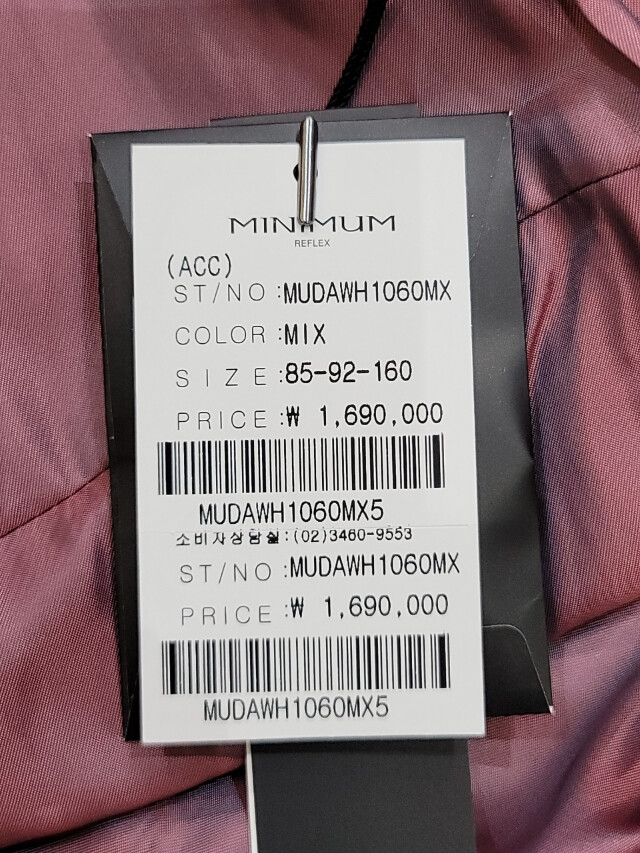 MINIMUM
REFLEX
(ACC)
ST/NO :MUDAWH1060MX
COLOR :MIX
SIZE :85-92-160
PRICE :₩ 1,690,000
MUDAWH1060MX5
소비자상담실:(02)3460-9553
ST/NO :MUDAWH1060MX
PRICE :₩ 1,690,000
MUDAWH1060MX5